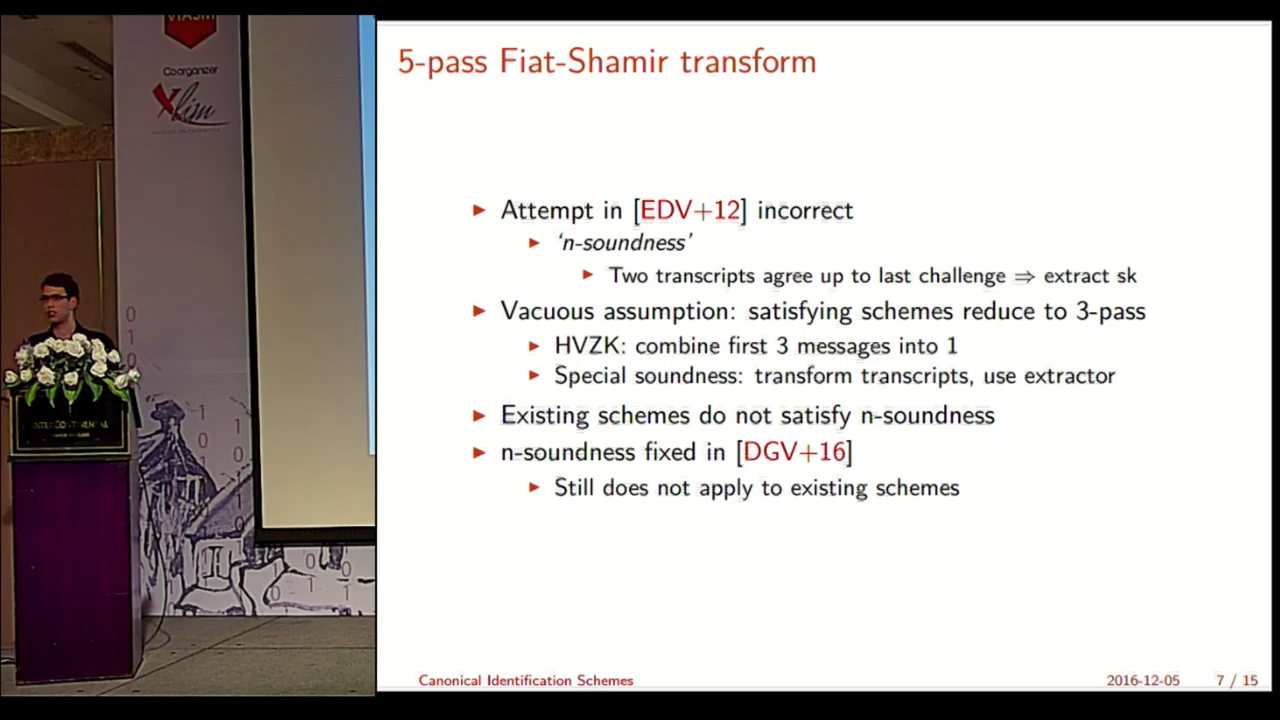 VIASM
Coorganizer
Xlim
5-pass Fiat-Shamir transform
Attempt in [EDV+12] incorrect
'n-soundness'
Two transcripts agree up to last challenge ⇒ extract sk
Vacuous assumption: satisfying schemes reduce to 3-pass
HVZK: combine first 3 messages into 1
Special soundness: transform transcripts, use extractor
Existing schemes do not satisfy n-soundness
n-soundness fixed in [DGV+16]
Still does not apply to existing schemes
Canonical Identification Schemes
2016-12-05
7 / 15